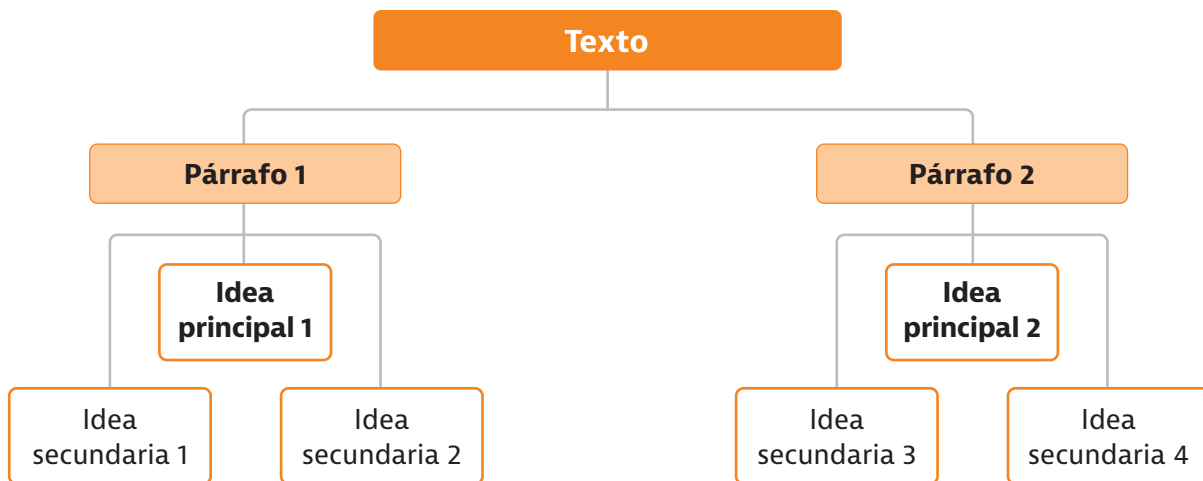 Texto
Párrafo 1
Párrafo 2
Idea
principal 1
Idea
principal 2
Idea
secundaria 1
Idea
secundaria 2
Idea
secundaria 3
Idea
secundaria 4